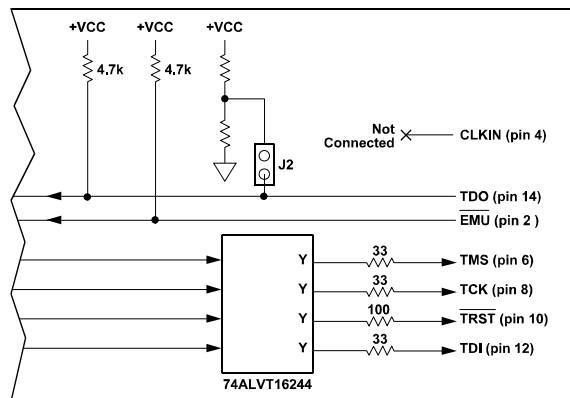 +VCC +VCC +VCC
4.7k 4.7k
Not
Connected
CLKIN (pin 4)
J2
TDO (pin 14)
EMU (pin 2 )
Y 33 TMS (pin 6)
Y 33 TCK (pin 8)
Y 100 TRST (pin 10)
Y 33 TDI (pin 12)
74ALVT16244